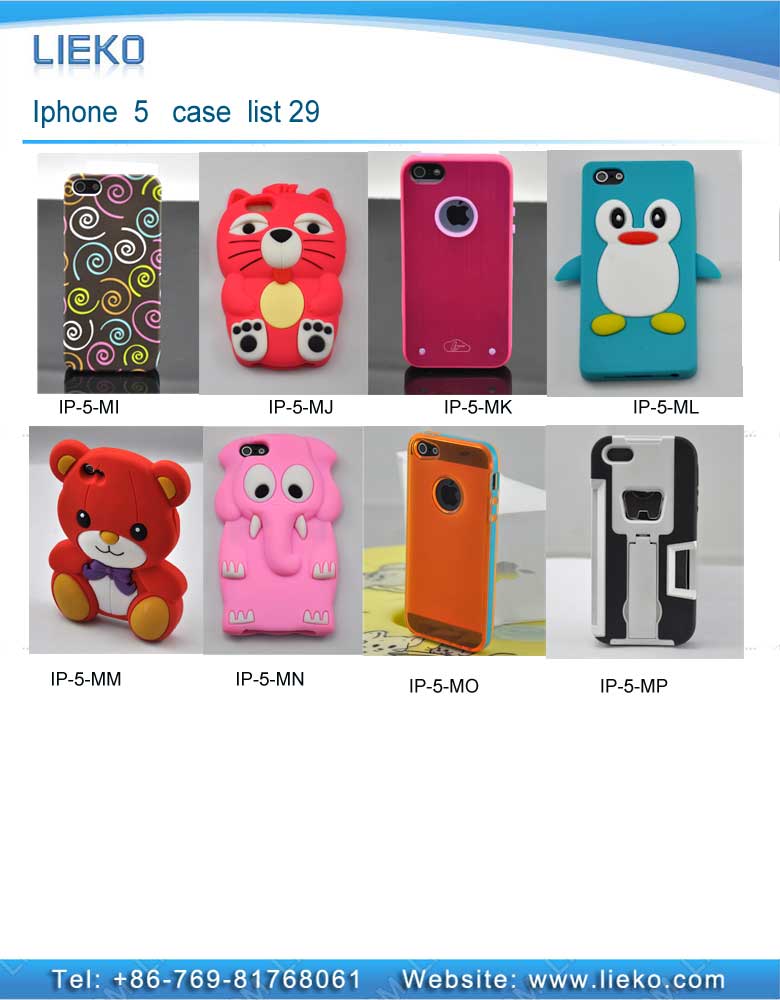 LIEKO
Iphone 5 case list 29
IP-5-MI IP-5-MJ IP-5-MK IP-5-ML
IP-5-MM IP-5-MN IP-5-MO IP-5-MP
Tel: +86-769-81768061 Website: www.lieko.com